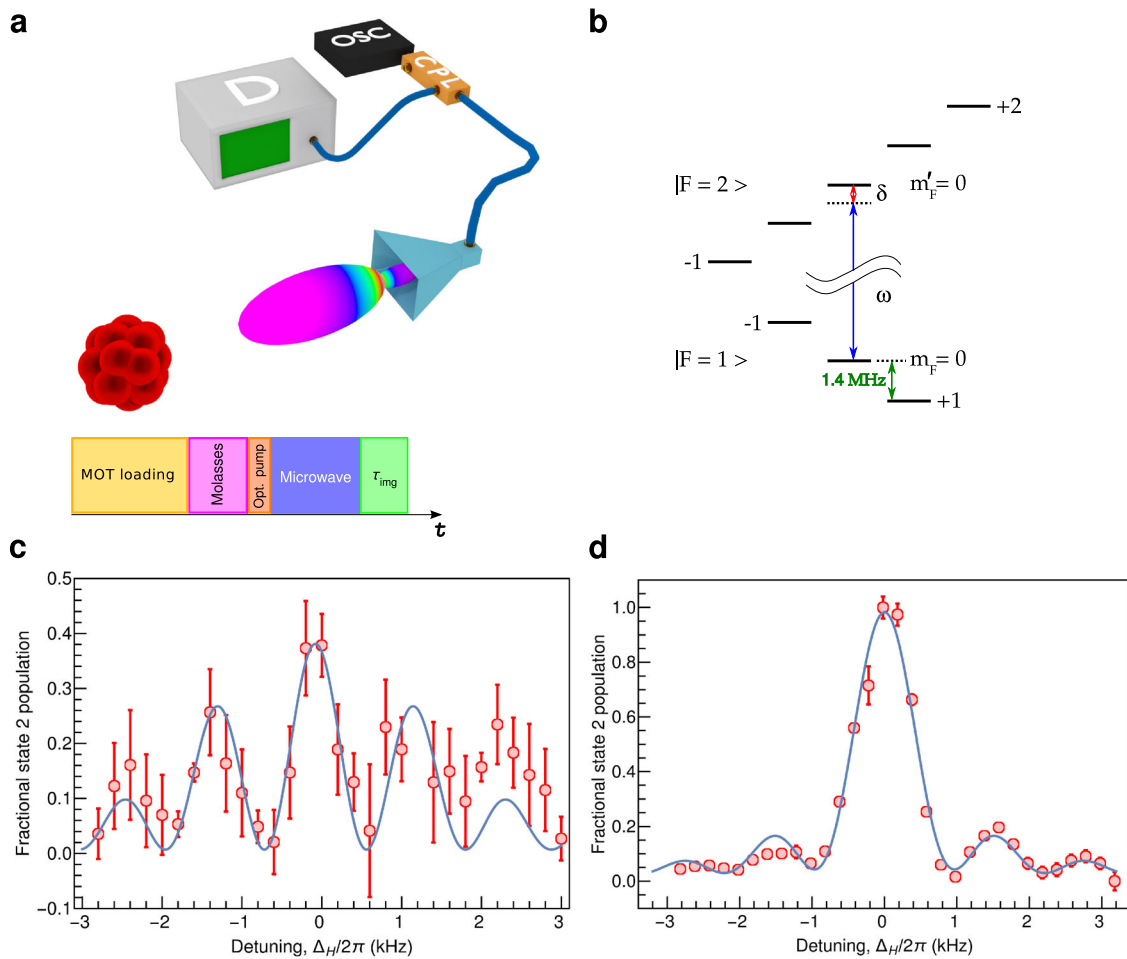 a
OSC
CPL
D
MOT loading
Molasses
Opt. pump
Microwave
τimg
t
b
+2
|F = 2 >
m′F = 0
δ
-1
ω
-1
|F = 1 >
mF = 0
1.4 MHz
+1
c
Fractional state 2 population
0.5
0.4
0.3
0.2
0.1
0.0
−0.1
−3
−2
−1
0
1
2
3
Detuning, ΔH/2π (kHz)
d
Fractional state 2 population
1.0
0.8
0.6
0.4
0.2
0.0
−3
−2
−1
0
1
2
3
Detuning, ΔH/2π (kHz)